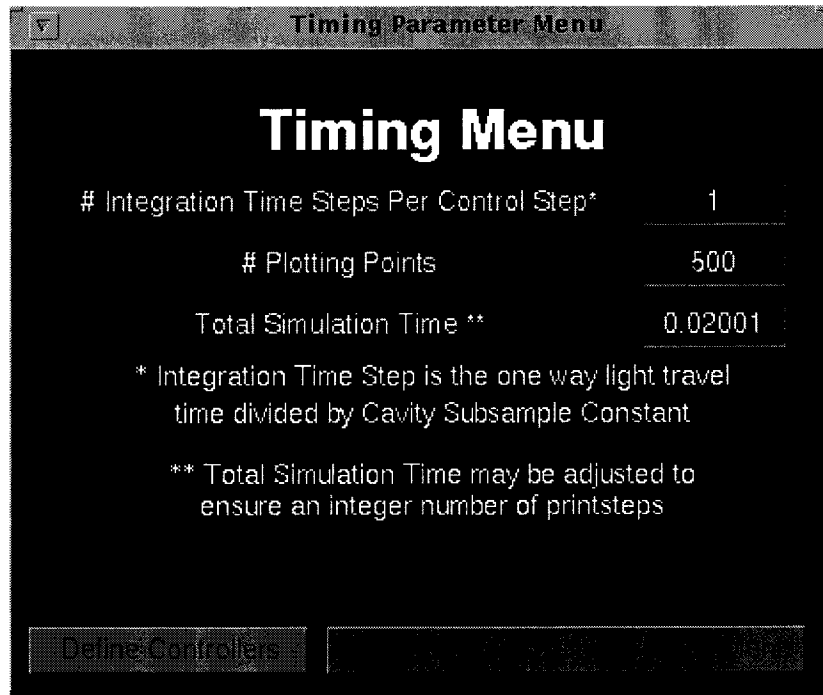 Timing Parameter Menu
Timing Menu
# Integration Time Steps Per Control Step* 1
# Plotting Points 500
Total Simulation Time ** 0.02001
* Integration Time Step is the one way light travel
time divided by Cavity Subsample Constant
** Total Simulation Time may be adjusted to
ensure an integer number of printsteps
Define Controllers